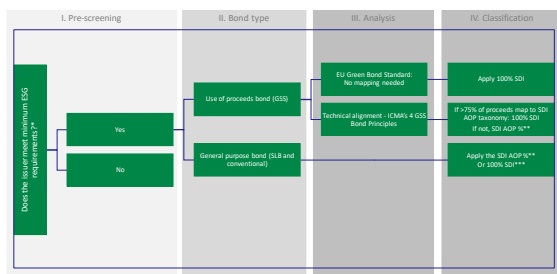 I. Pre-screening
II. Bond type
III. Analysis
IV. Classification
Does the issuer meet minimum ESG
requirements?*
Yes
No
Use of proceeds bond (GSS)
General purpose bond (SLB and
conventional)
EU Green Bond Standard:
No mapping needed
Technical alignment - ICMA's 4 GSS
Bond Principles
Apply 100% SDI
If >75% of proceeds map to SDI
AOP taxonomy: 100% SDI
If not, SDI AOP %**
Apply the SDI AOP %**
Or 100% SDI***